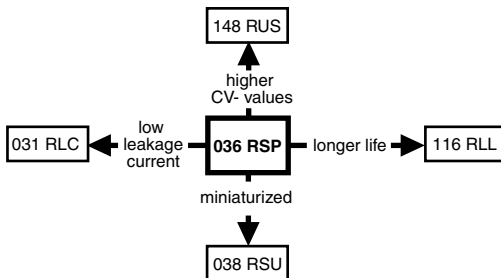 148 RUS
higher
CV- values
031 RLC
low
leakage
current
036 RSP
longer life
116 RLL
miniaturized
038 RSU